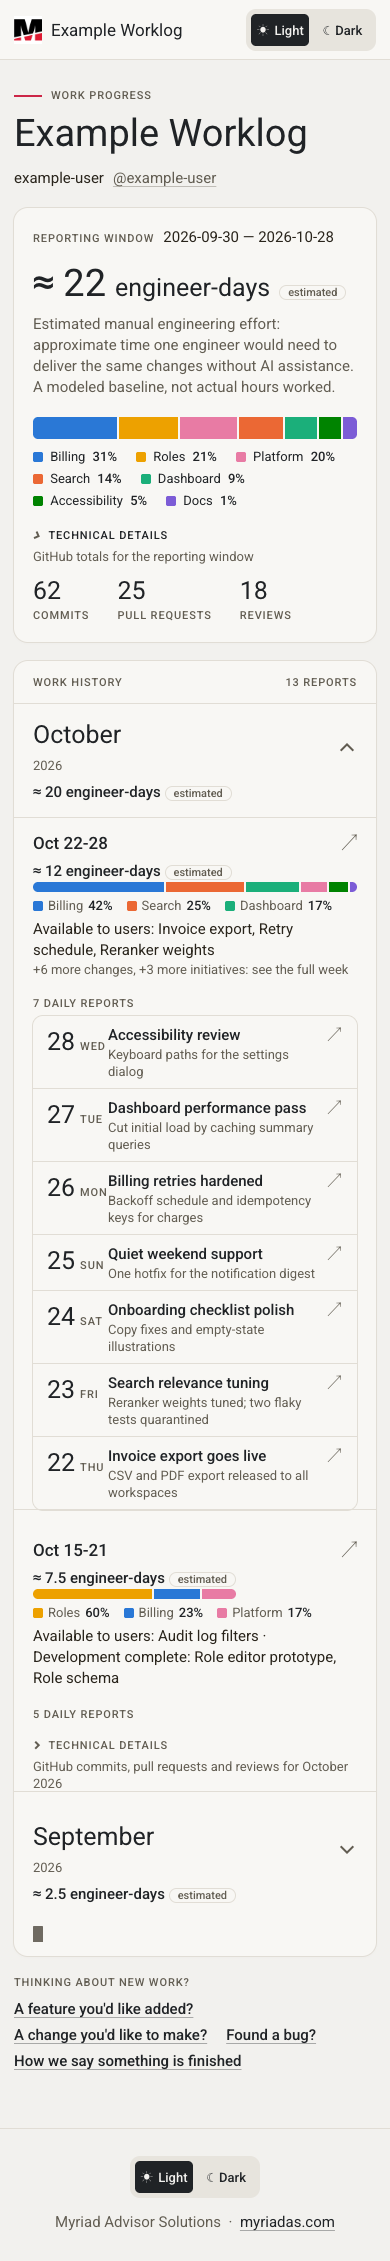 Example Worklog
Light
Dark
WORK PROGRESS
Example Worklog
example-user @example-user
REPORTING WINDOW 2026-09-30 — 2026-10-28
≈ 22 engineer-days estimated
Estimated manual engineering effort:
approximate time one engineer would need to
deliver the same changes without AI assistance.
A modeled baseline, not actual hours worked.
Billing 31% Roles 21% Platform 20%
Search 14% Dashboard 9%
Accessibility 5% Docs 1%
TECHNICAL DETAILS
GitHub totals for the reporting window
62 25 18
COMMITS PULL REQUESTS REVIEWS
WORK HISTORY 13 REPORTS
October
2026
≈ 20 engineer-days estimated
Oct 22-28
≈ 12 engineer-days estimated
Billing 42% Search 25% Dashboard 17%
Available to users: Invoice export, Retry
schedule, Reranker weights
+6 more changes, +3 more initiatives: see the full week
7 DAILY REPORTS
28 WED Accessibility review
Keyboard paths for the settings
dialog
27 TUE Dashboard performance pass
Cut initial load by caching summary
queries
26 MON Billing retries hardened
Backoff schedule and idempotency
keys for charges
25 SUN Quiet weekend support
One hotfix for the notification digest
24 SAT Onboarding checklist polish
Copy fixes and empty-state
illustrations
23 FRI Search relevance tuning
Reranker weights tuned; two flaky
tests quarantined
22 THU Invoice export goes live
CSV and PDF export released to all
workspaces
Oct 15-21
≈ 7.5 engineer-days estimated
Roles 60% Billing 23% Platform 17%
Available to users: Audit log filters ·
Development complete: Role editor prototype,
Role schema
5 DAILY REPORTS
TECHNICAL DETAILS
GitHub commits, pull requests and reviews for October
2026
September
2026
≈ 2.5 engineer-days estimated
THINKING ABOUT NEW WORK?
A feature you'd like added?
A change you'd like to make? Found a bug?
How we say something is finished
Light
Dark
Myriad Advisor Solutions · myriadas.com